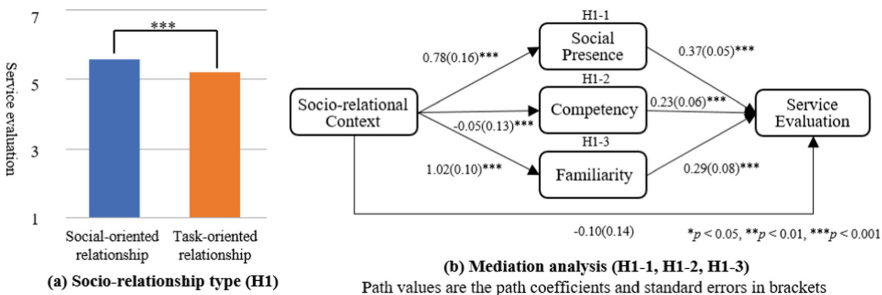 7
5
3
1
Service evaluation
***
Social-oriented
relationship
Task-oriented
relationship
(a) Socio-relationship type (H1)
Socio-relational
Context
0.78(0.16)***
-0.05(0.13)***
1.02(0.10)***
H1-1
Social
Presence
H1-2
Competency
H1-3
Familiarity
0.37(0.05)***
0.23(0.06)***
0.29(0.08)***
Service
Evaluation
-0.10(0.14)
*p < 0.05, **p < 0.01, ***p < 0.001
(b) Mediation analysis (H1-1, H1-2, H1-3)
Path values are the path coefficients and standard errors in brackets